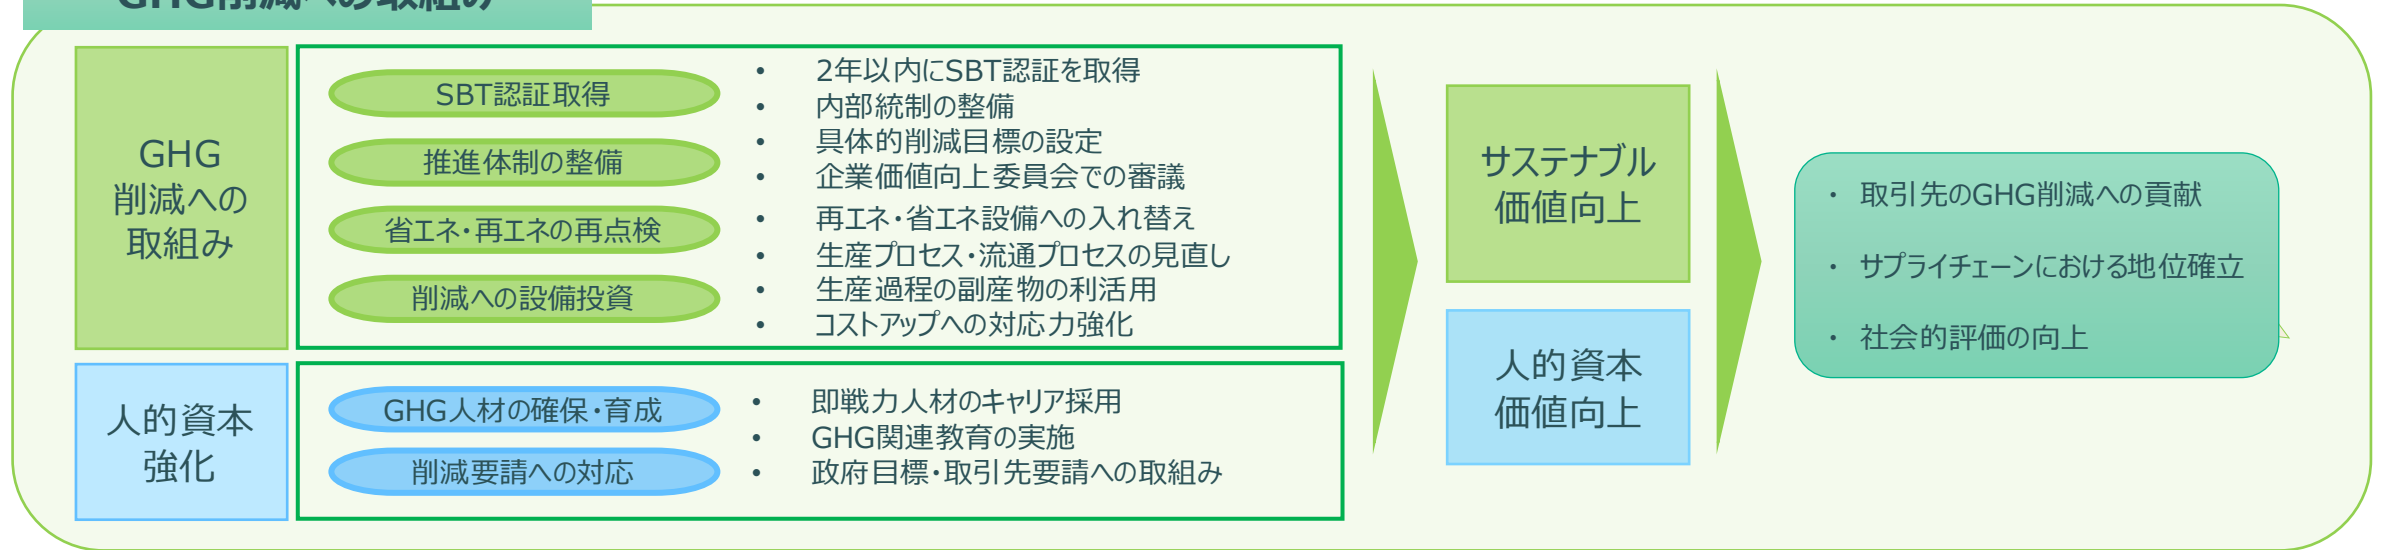 GHG削減への取組み
GHG
削減への
取組み
SBT認証取得
推進体制の整備
省エネ・再エネの再点検
削減への設備投資
• 2年以内にSBT認証を取得
• 内部統制の整備
• 具体的削減目標の設定
• 企業価値向上委員会での審議
• 再エネ・省エネ設備への入れ替え
• 生産プロセス・流通プロセスの見直し
• 生産過程の副産物の利活用
• コストアップへの対応力強化
人的資本
強化
GHG人材の確保・育成
削減要請への対応
• 即戦力人材のキャリア採用
• GHG関連教育の実施
• 政府目標・取引先要請への取組み
サステナブル
価値向上
人的資本
価値向上
・ 取引先のGHG削減への貢献
・ サプライチェーンにおける地位確立
・ 社会的評価の向上